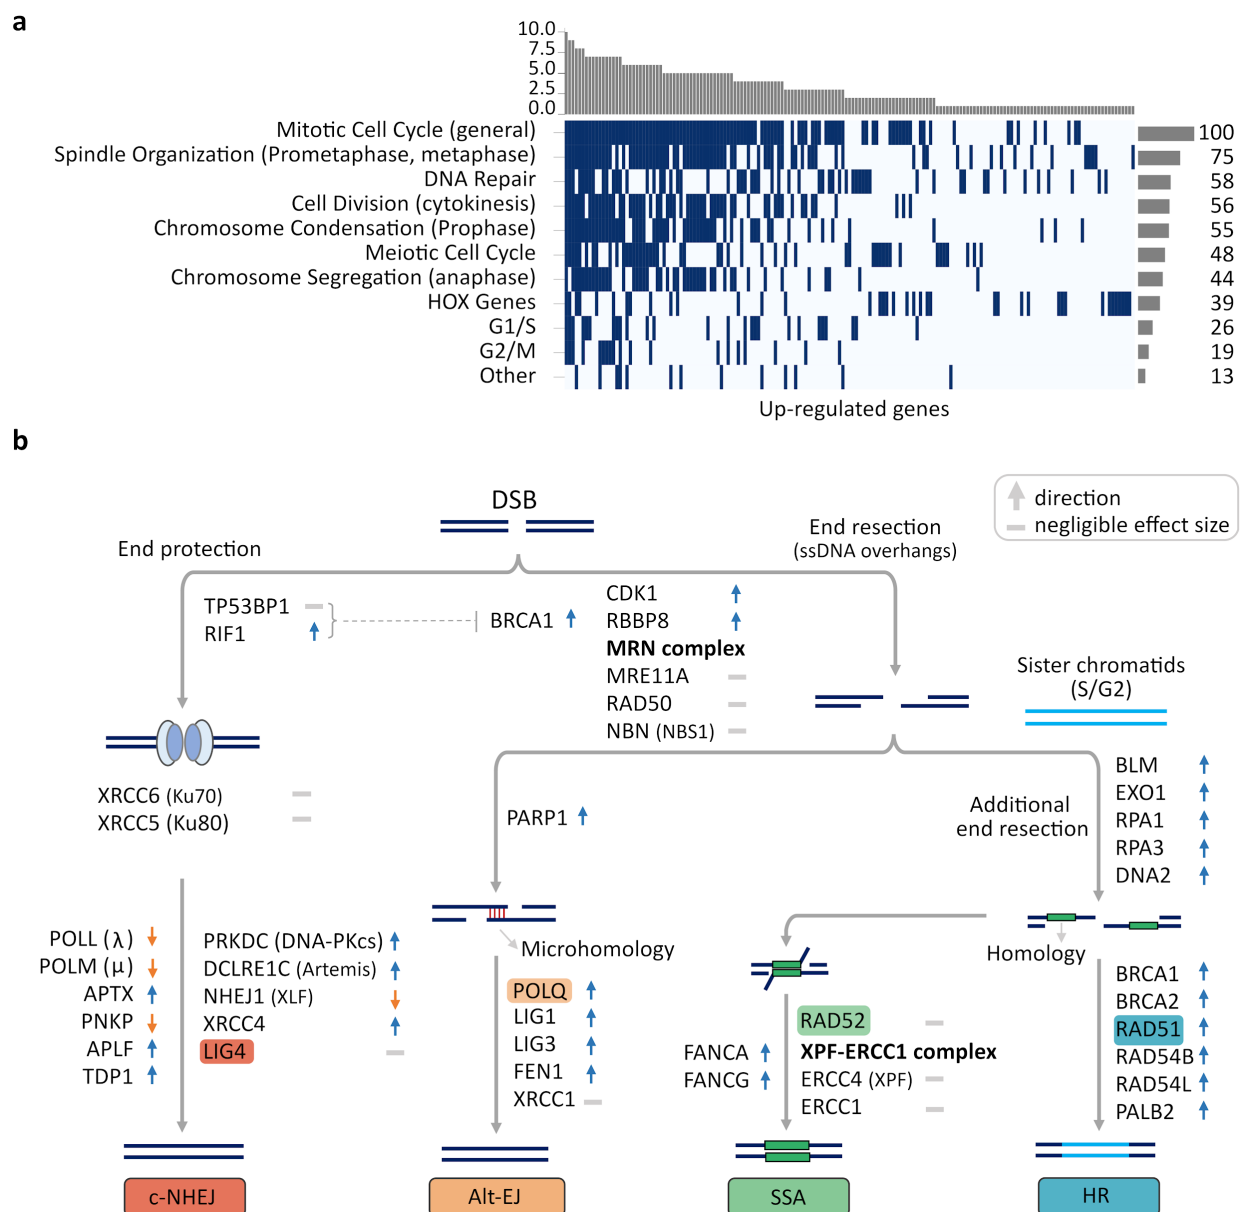 a
10.0
7.5
5.0
2.5
0.0
Mitotic Cell Cycle (general) 100
Spindle Organization (Prometaphase, metaphase) 75
DNA Repair 58
Cell Division (cytokinesis) 56
Chromosome Condensation (Prophase) 55
Meiotic Cell Cycle 48
Chromosome Segregation (anaphase) 44
HOX Genes 39
G1/S 26
G2/M 19
Other 13
Up-regulated genes
b
DSB
direction
negligible effect size
End protection
End resection
(ssDNA overhangs)
TP53BP1
RIF1
BRCA1
CDK1
RBBP8
MRN complex
MRE11A
RAD50
NBN (NBS1)
Sister chromatids
(S/G2)
XRCC6 (Ku70)
XRCC5 (Ku80)
PARP1
Additional
end resection
BLM
EXO1
RPA1
RPA3
DNA2
POLL (λ)
POLM (μ)
APTX
PNKP
APLF
TDP1
PRKDC (DNA-PKcs)
DCLRE1C (Artemis)
NHEJ1 (XLF)
XRCC4
LIG4
Microhomology
POLQ
LIG1
LIG3
FEN1
XRCC1
Homology
FANCA
FANCG
RAD52
XPF-ERCC1 complex
ERCC4 (XPF)
ERCC1
BRCA1
BRCA2
RAD51
RAD54B
RAD54L
PALB2
c-NHEJ
Alt-EJ
SSA
HR